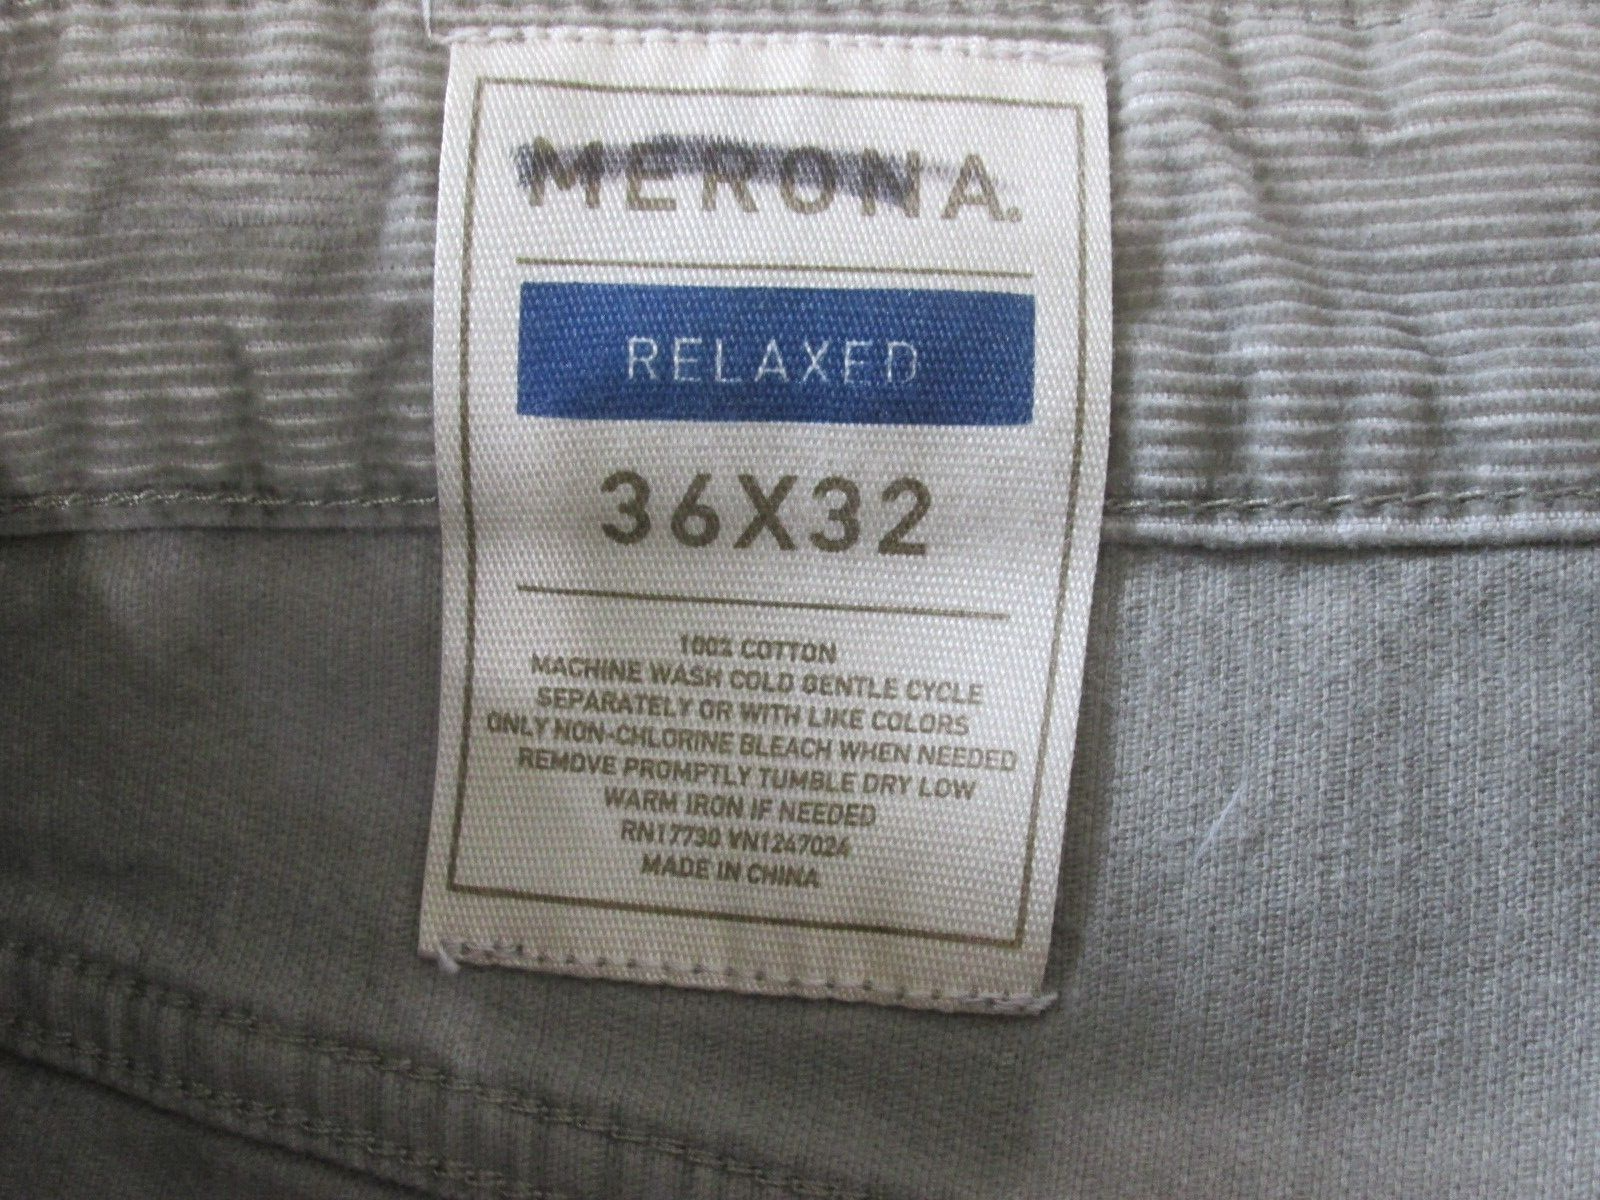 MERONA®
RELAXED
36X32
100% COTTON
MACHINE WASH COLD GENTLE CYCLE
SEPARATELY OR WITH LIKE COLORS
ONLY NON-CHLORINE BLEACH WHEN NEEDED
REMOVE PROMPTLY TUMBLE DRY LOW
WARM IRON IF NEEDED
RN17730 VN1247024
MADE IN CHINA